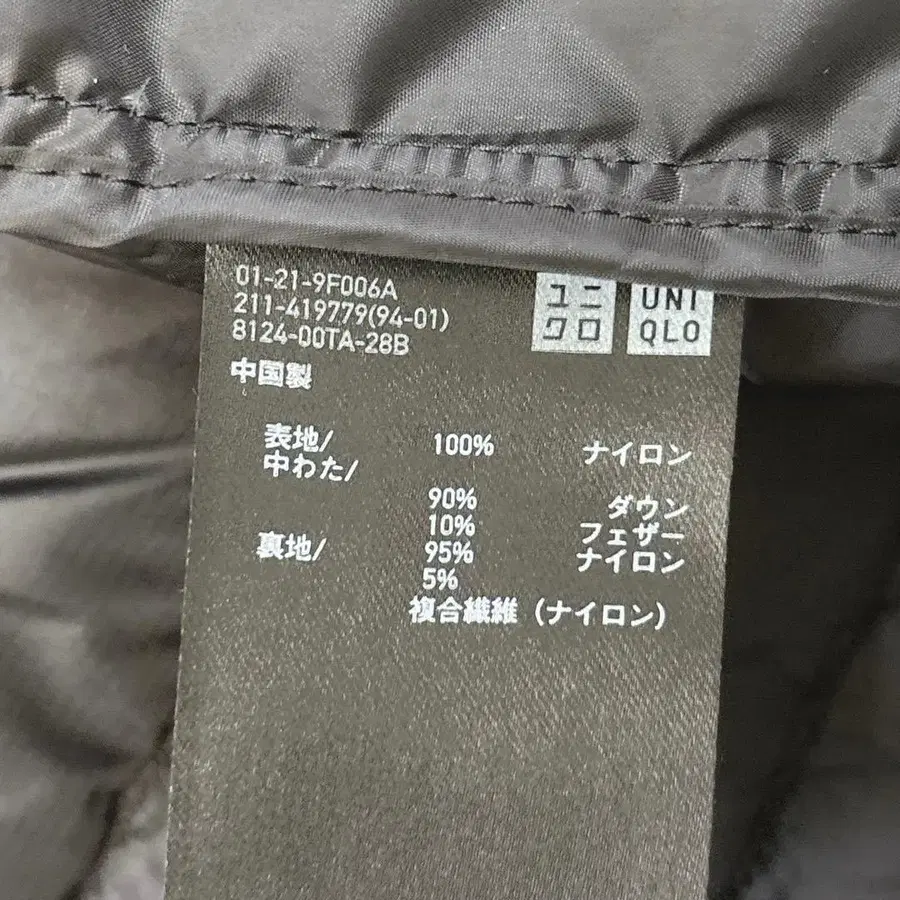 01-21-9F006A
211-419779(94-01)
8124-00TA-28B
ユニ
クロ
UNI
QLO
中国製
表地/ 100% ナイロン
中わた/
90% ダウン
10% フェザー
裏地/ 95% ナイロン
5%
複合繊維 (ナイロン)